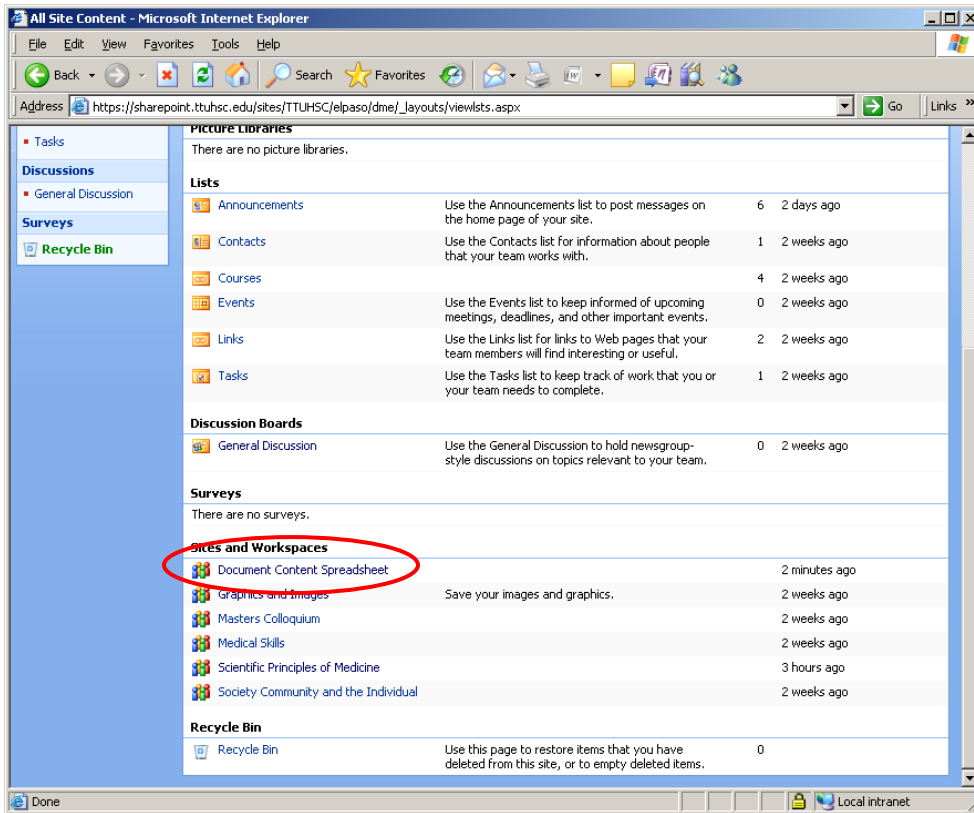 All Site Content - Microsoft Internet Explorer
File Edit View Favorites Tools Help
Back Search Favorites
Address https://sharepoint.ttuhsc.edu/sites/TTUHSC/elpaso/dme/_layouts/viewlsts.aspx Go Links »
Tasks
Discussions
General Discussion
Surveys
Recycle Bin
Picture Libraries
There are no picture libraries.
Lists
Announcements Use the Announcements list to post messages on 6 2 days ago
the home page of your site.
Contacts Use the Contacts list for information about people 1 2 weeks ago
that your team works with.
Courses 4 2 weeks ago
Events Use the Events list to keep informed of upcoming 0 2 weeks ago
meetings, deadlines, and other important events.
Links Use the Links list for links to Web pages that your 2 2 weeks ago
team members will find interesting or useful.
Tasks Use the Tasks list to keep track of work that you or 1 2 weeks ago
your team needs to complete.
Discussion Boards
General Discussion Use the General Discussion to hold newsgroup- 0 2 weeks ago
style discussions on topics relevant to your team.
Surveys
There are no surveys.
Sites and Workspaces
Document Content Spreadsheet 2 minutes ago
Graphics and Images Save your images and graphics. 2 weeks ago
Masters Colloquium 2 weeks ago
Medical Skills 2 weeks ago
Scientific Principles of Medicine 3 hours ago
Society Community and the Individual 2 weeks ago
Recycle Bin
Recycle Bin Use this page to restore items that you have 0
deleted from this site, or to empty deleted items.
Done Local intranet